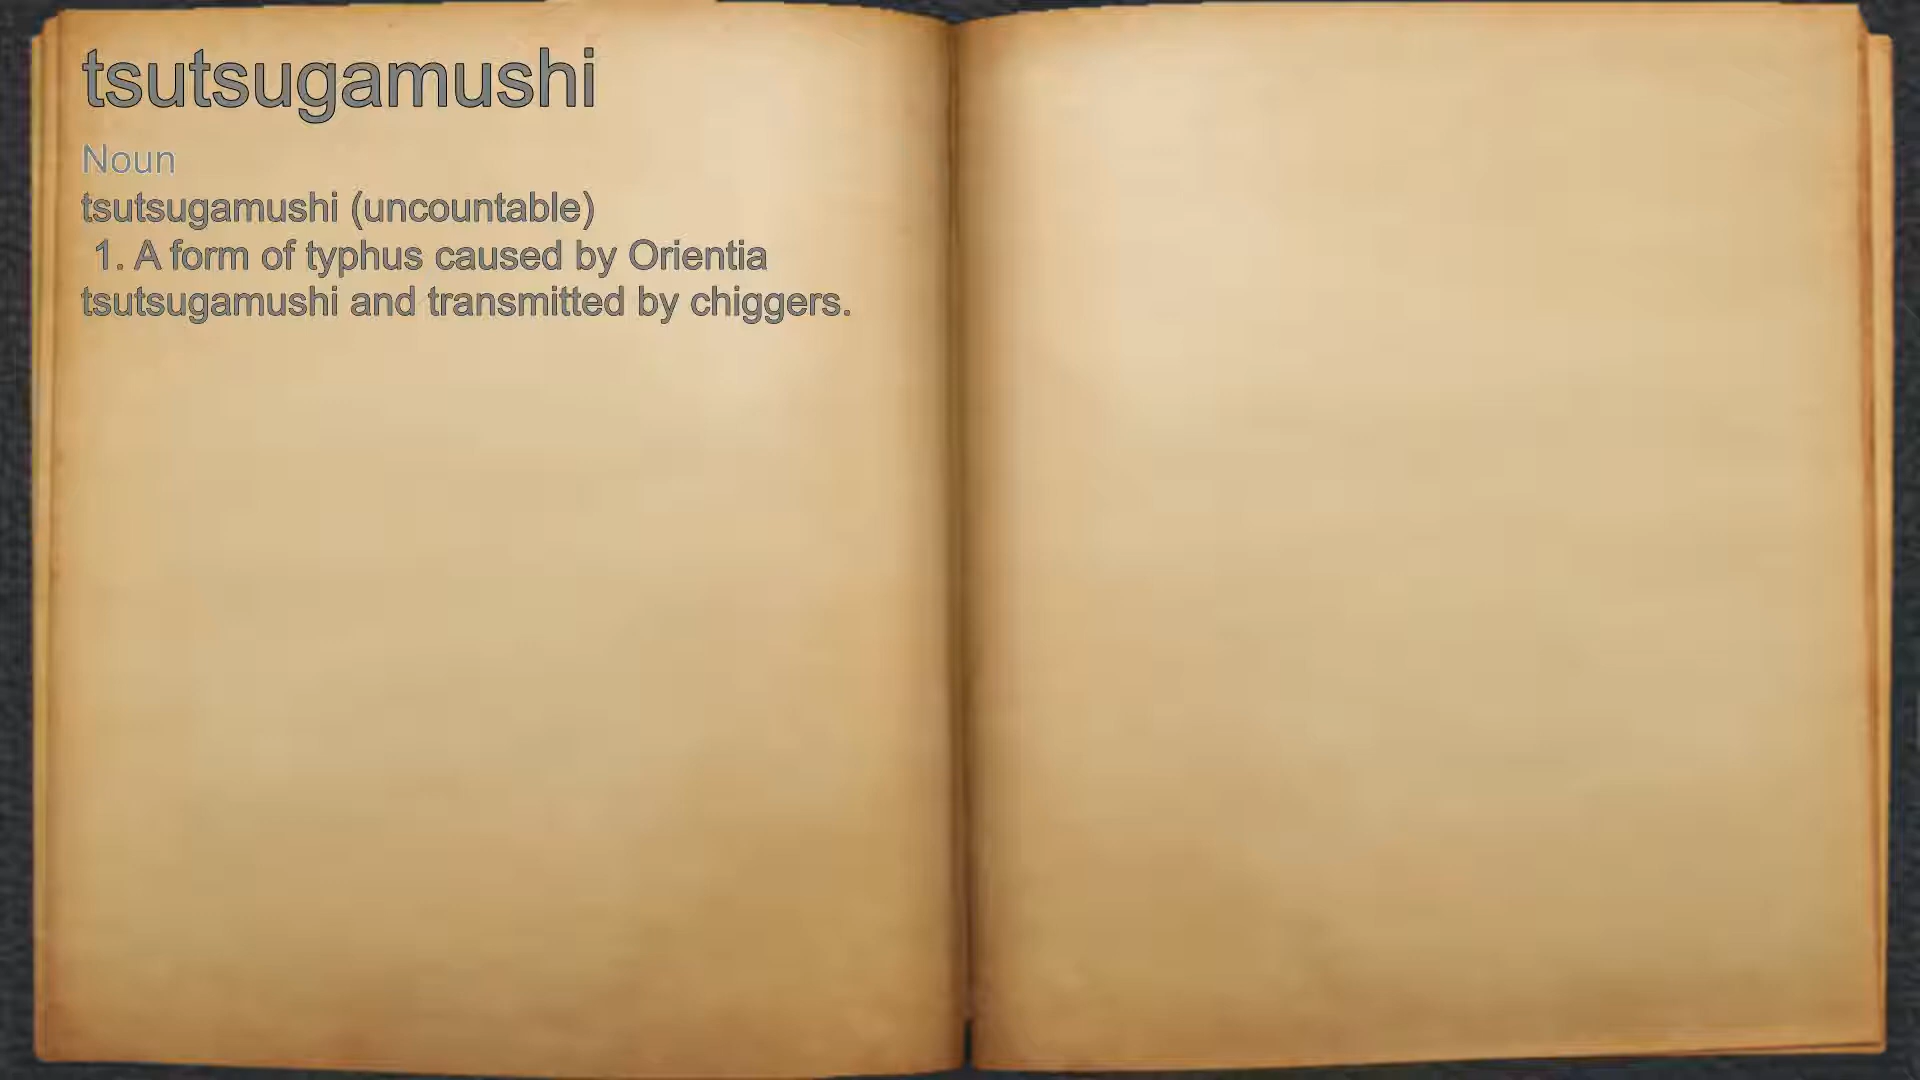 tsutsugamushi
Noun
tsutsugamushi (uncountable)
1. A form of typhus caused by Orientia
tsutsugamushi and transmitted by chiggers.